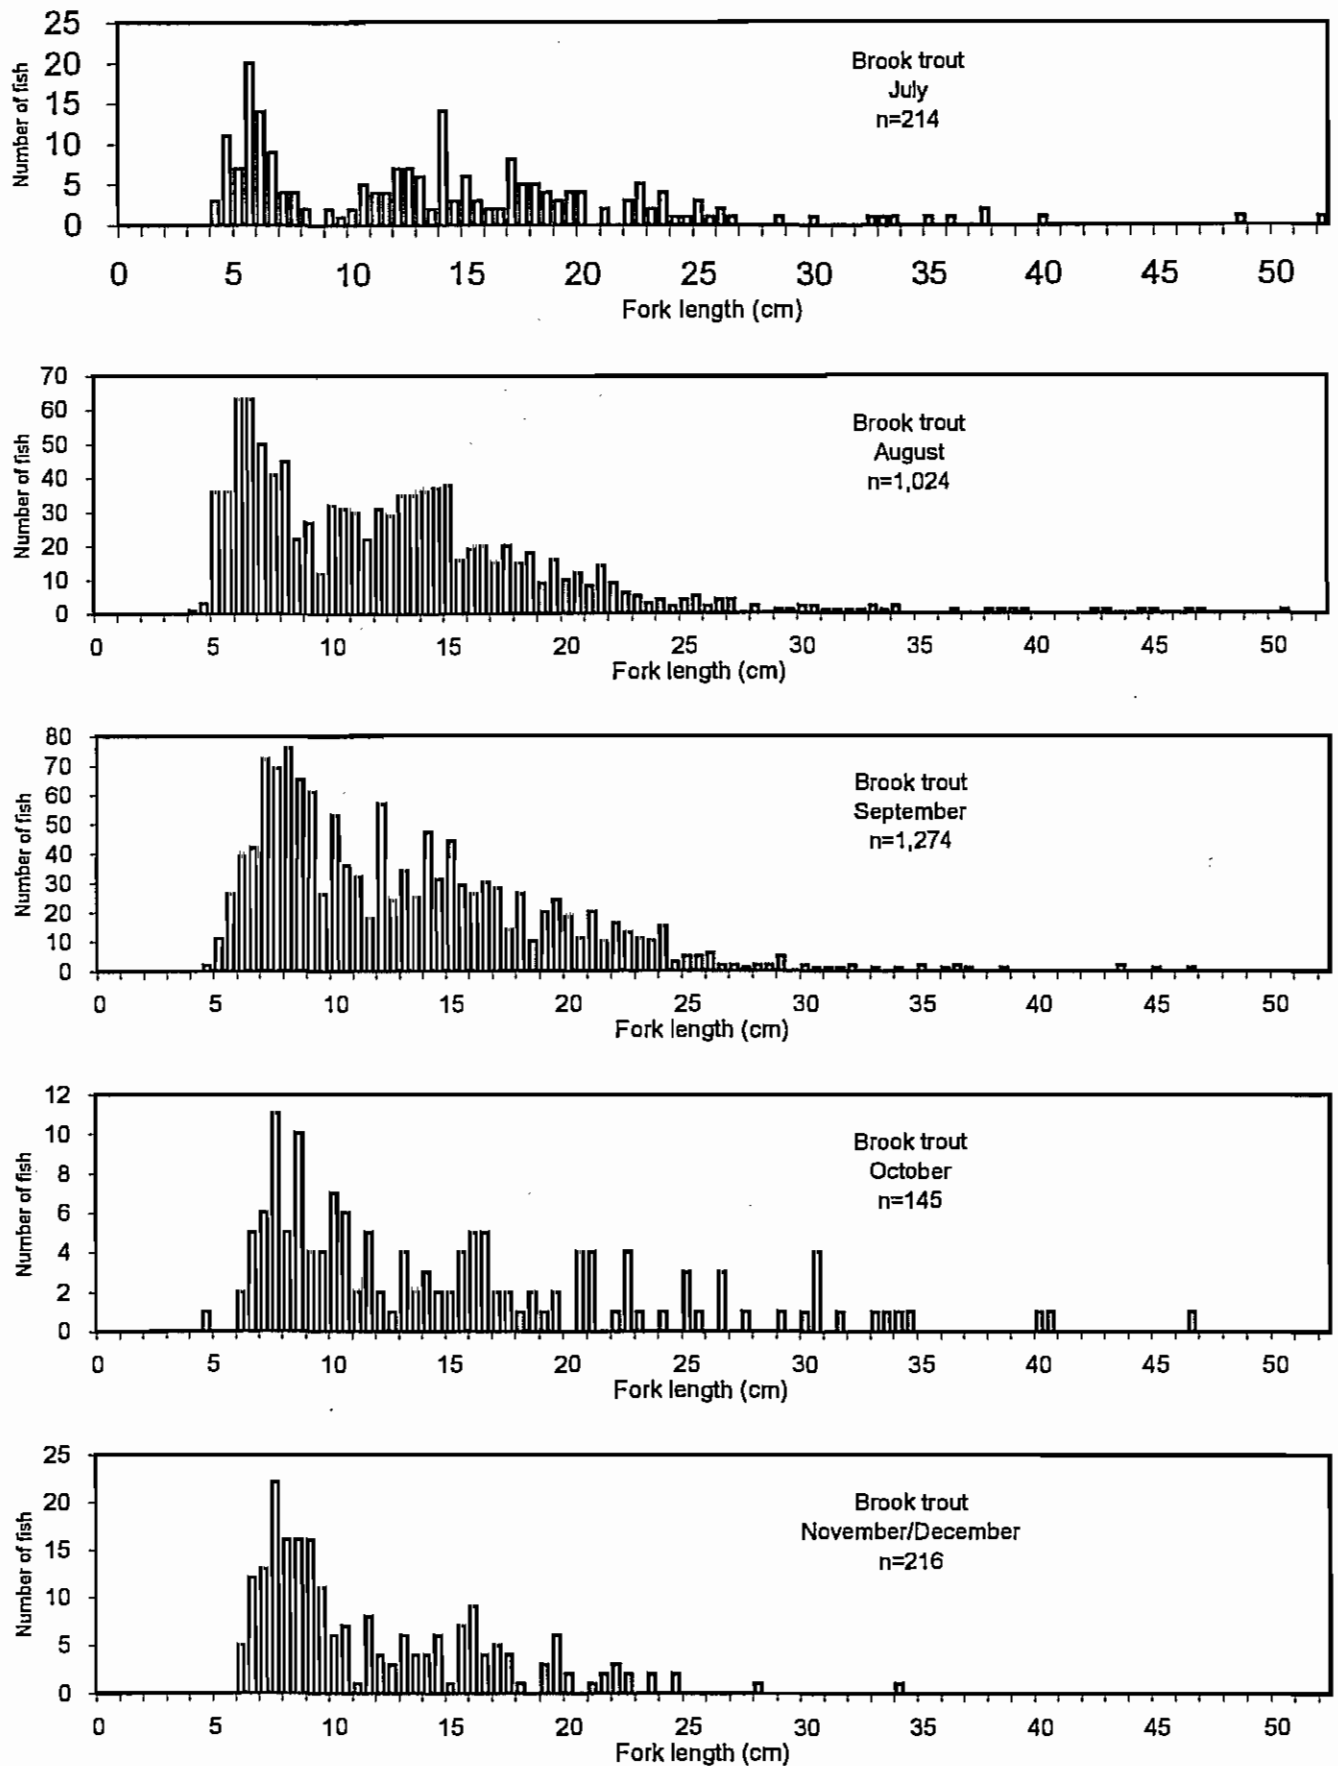 25
20
15
10
5
0
Number of fish
Brook trout
July
n=214
0 5 10 15 20 25 30 35 40 45 50
Fork length (cm)
70
60
50
40
30
20
10
0
Number of fish
Brook trout
August
n=1,024
0 5 10 15 20 25 30 35 40 45 50
Fork length (cm)
80
70
60
50
40
30
20
10
0
Number of fish
Brook trout
September
n=1,274
0 5 10 15 20 25 30 35 40 45 50
Fork length (cm)
12
10
8
6
4
2
0
Number of fish
Brook trout
October
n=145
0 5 10 15 20 25 30 35 40 45 50
Fork length (cm)
25
20
15
10
5
0
Number of fish
Brook trout
November/December
n=216
0 5 10 15 20 25 30 35 40 45 50
Fork length (cm)